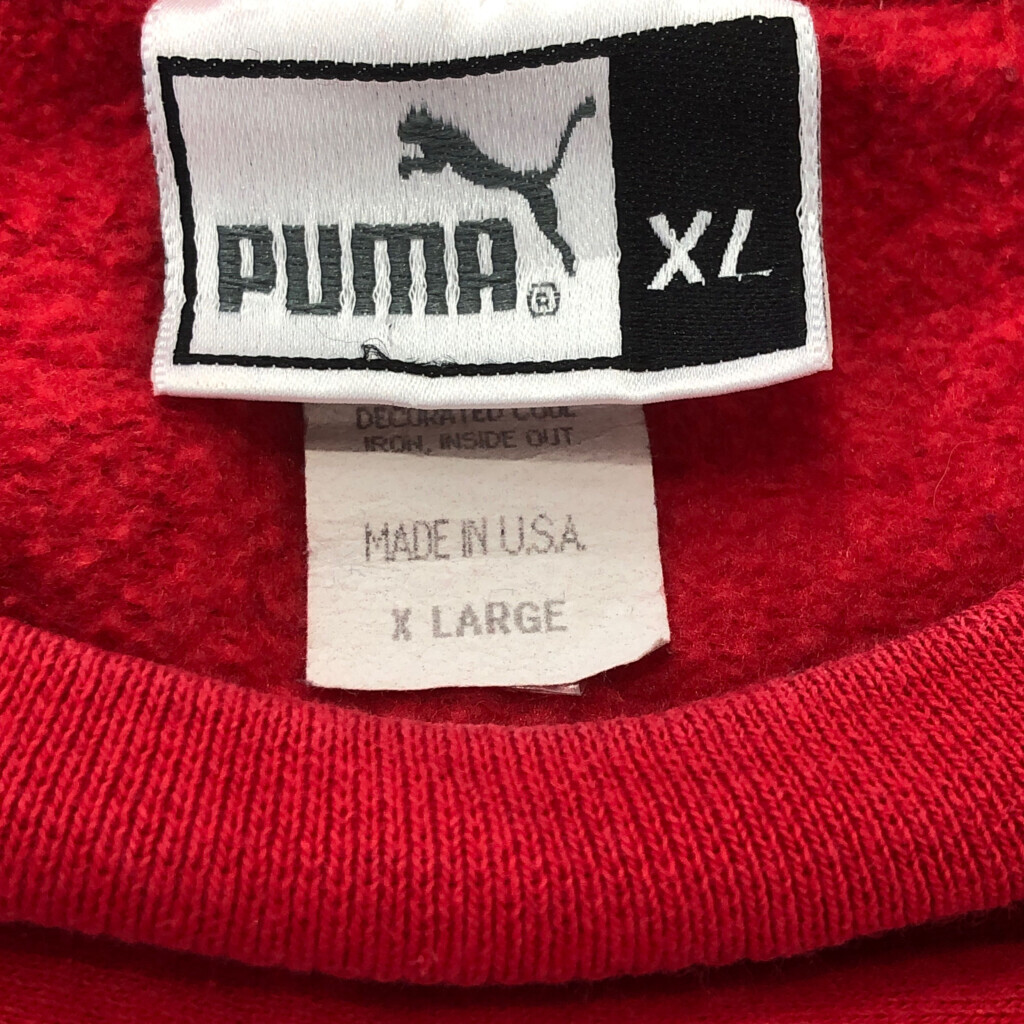 PUMA®
XL
DECORATED COOL
IRON, INSIDE OUT
MADE IN U.S.A.
X LARGE